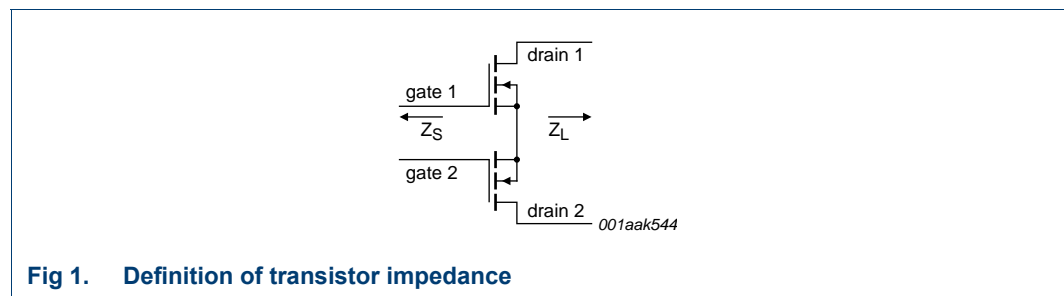 drain 1
gate 1
Z_S
Z_L
gate 2
drain 2
001aak544
Fig 1. Definition of transistor impedance